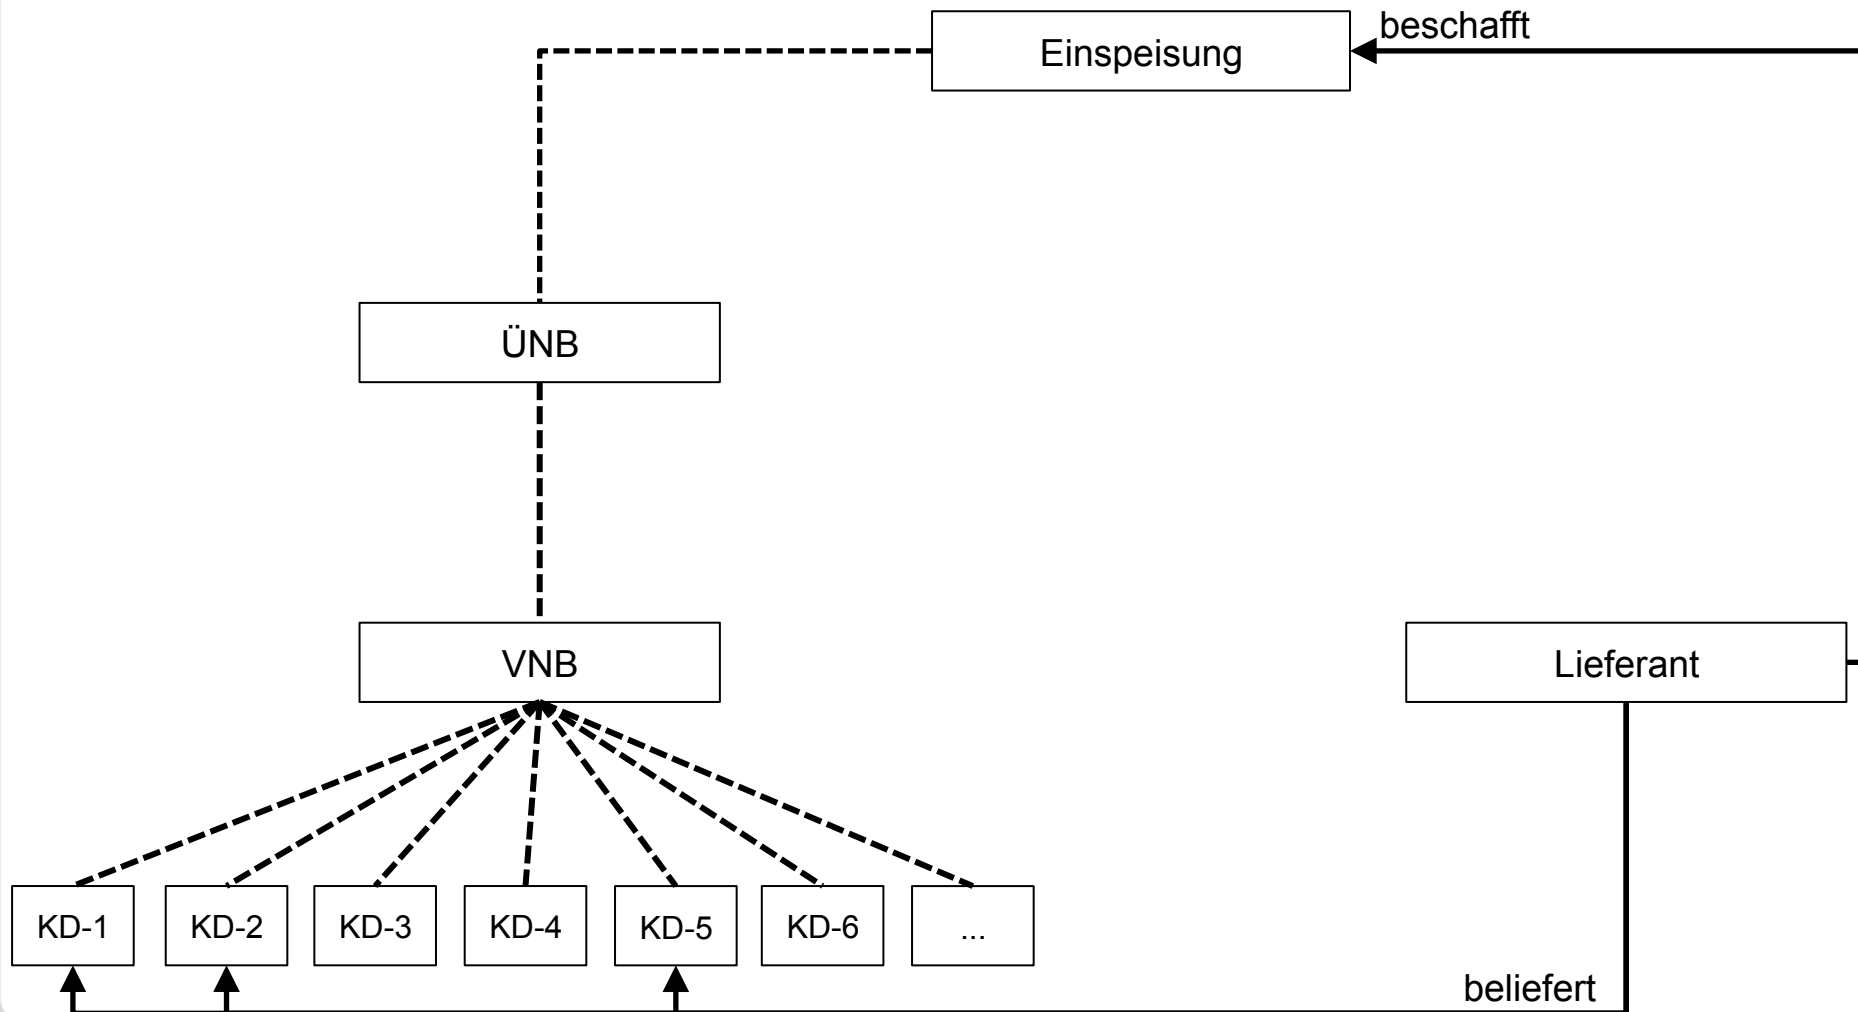 beschafft
Einspeisung
ÜNB
VNB
Lieferant
KD-1
KD-2
KD-3
KD-4
KD-5
KD-6
...
beliefert